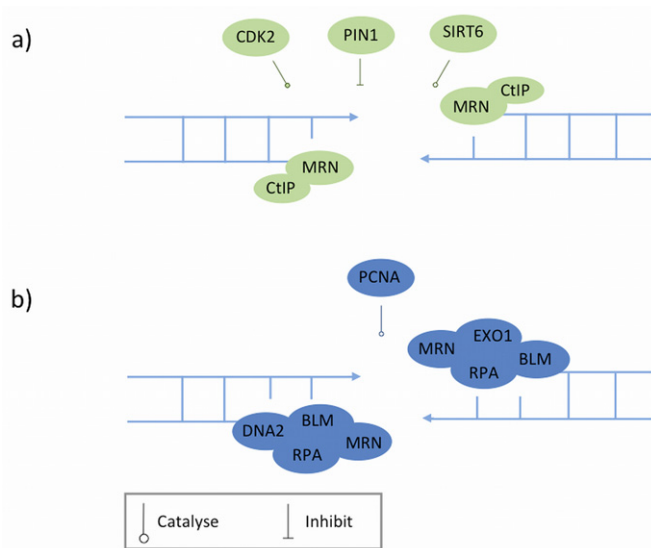 a)
CDK2
PIN1
SIRT6
CtIP
MRN
MRN
CtIP
b)
PCNA
EXO1
MRN
BLM
RPA
BLM
DNA2
MRN
RPA
Catalyse
Inhibit